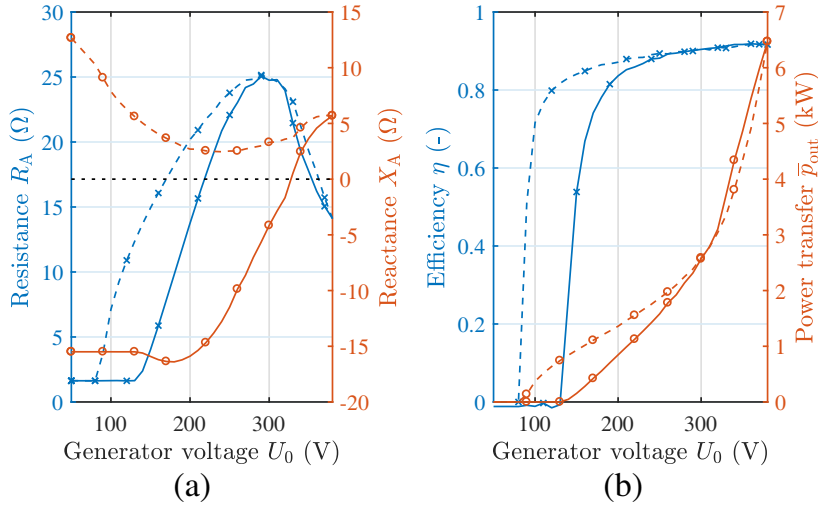 30
25
20
15
10
5
0
Resistance R_A (Ω)
15
10
5
0
-5
-10
-15
-20
Reactance X_A (Ω)
100 200 300
Generator voltage U_0 (V)
(a)
1
0.8
0.6
0.4
0.2
0
Efficiency η (-)
7
6
5
4
3
2
1
0
Power transfer p̅_out (kW)
100 200 300
Generator voltage U_0 (V)
(b)